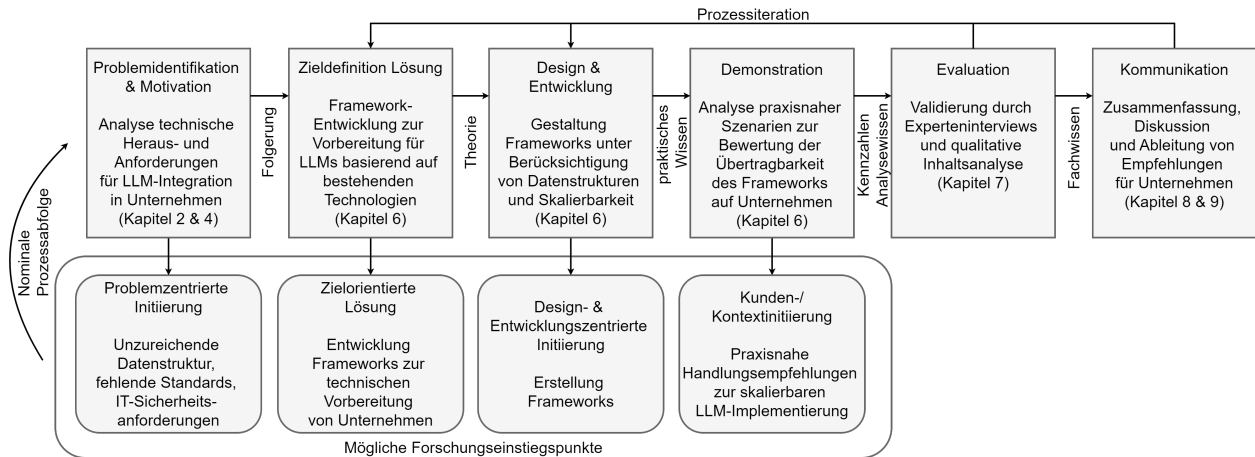 Prozessiteration
Problemidentifikation
& Motivation
Analyse technische
Heraus- und
Anforderungen
für LLM-Integration
in Unternehmen
(Kapitel 2 & 4)
Folgerung
Zieldefinition Lösung
Framework-
Entwicklung zur
Vorbereitung für
LLMs basierend auf
bestehenden
Technologien
(Kapitel 6)
Theorie
Design &
Entwicklung
Gestaltung
Frameworks unter
Berücksichtigung
von Datenstrukturen
und Skalierbarkeit
(Kapitel 6)
praktisches
Wissen
Demonstration
Analyse praxisnaher
Szenarien zur
Bewertung der
Übertragbarkeit
des Frameworks
auf Unternehmen
(Kapitel 6)
Kennzahlen
Analysewissen
Evaluation
Validierung durch
Experteninterviews
und qualitative
Inhaltsanalyse
(Kapitel 7)
Fachwissen
Kommunikation
Zusammenfassung,
Diskussion
und Ableitung von
Empfehlungen
für Unternehmen
(Kapitel 8 & 9)
Nominale
Prozessabfolge
Problemzentrierte
Initiierung
Unzureichende
Datenstruktur,
fehlende Standards,
IT-Sicherheits-
anforderungen
Zielorientierte
Lösung
Entwicklung
Frameworks zur
technischen
Vorbereitung
von Unternehmen
Design- &
Entwicklungszentrierte
Initiierung
Erstellung
Frameworks
Kunden-/
Kontextinitiierung
Praxisnahe
Handlungsempfehlungen
zur skalierbaren
LLM-Implementierung
Mögliche Forschungseinstiegspunkte